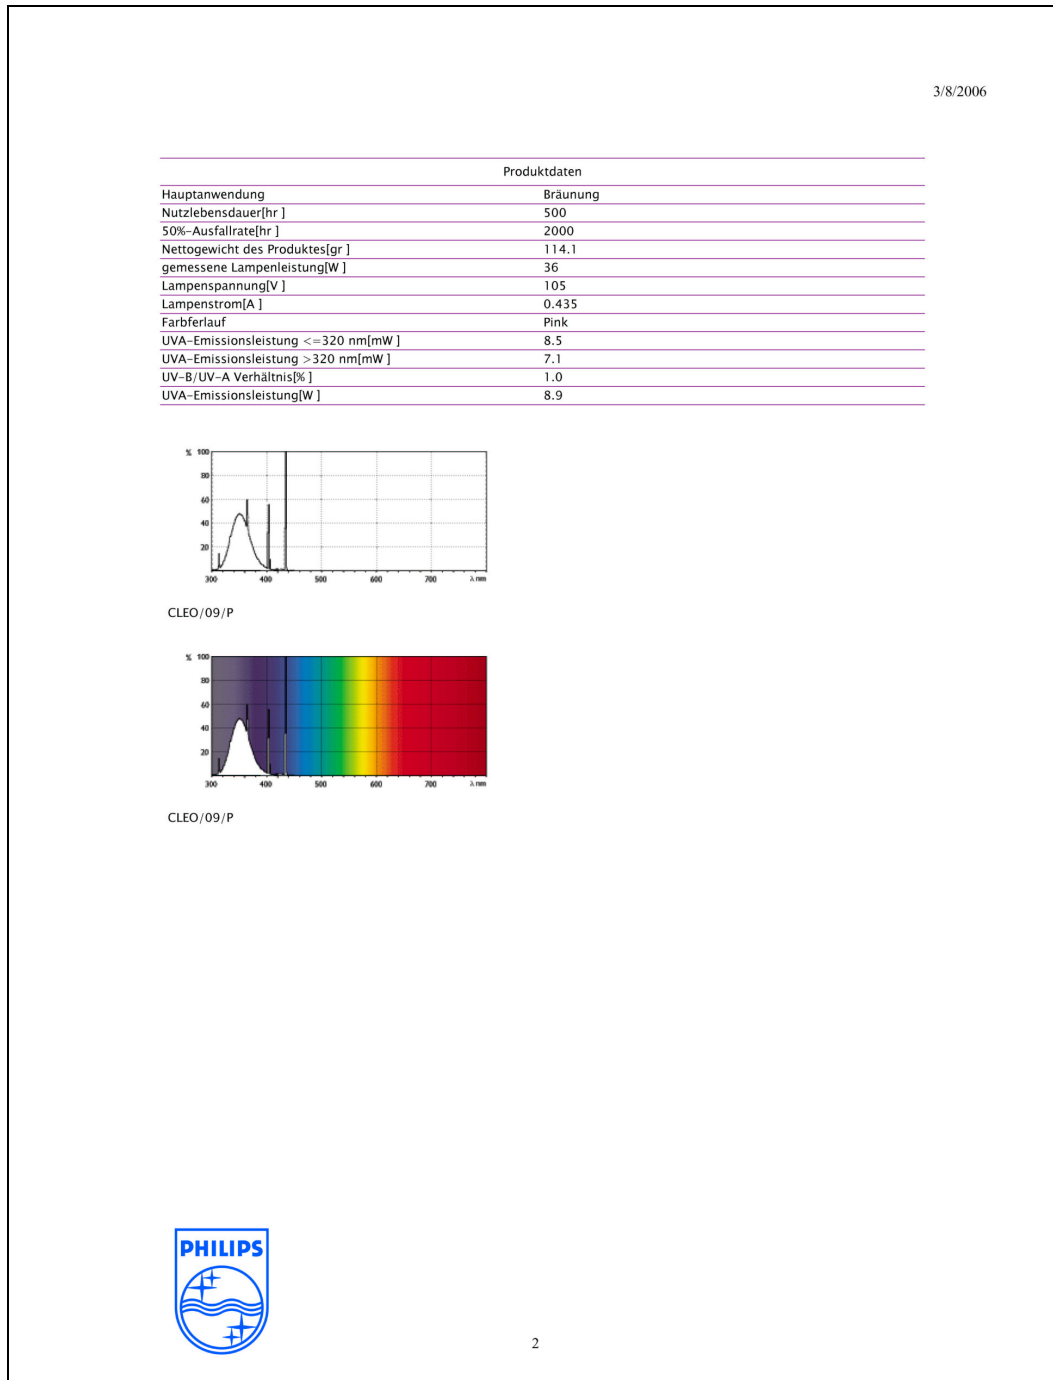 3/8/2006
Produktdaten
Hauptanwendung Bräunung
Nutzlebensdauer[hr ] 500
50%-Ausfallrate[hr ] 2000
Nettogewicht des Produktes[gr ] 114.1
gemessene Lampenleistung[W ] 36
Lampenspannung[V ] 105
Lampenstrom[A ] 0.435
Farbferlauf Pink
UVA-Emissionsleistung <=320 nm[mW ] 8.5
UVA-Emissionsleistung >320 nm[mW ] 7.1
UV-B/UV-A Verhältnis[% ] 1.0
UVA-Emissionsleistung[W ] 8.9
% 100
80
60
40
20
300 400 500 600 700 λ nm
CLEO/09/P
% 100
80
60
40
20
300 400 500 600 700 λ nm
CLEO/09/P
PHILIPS
2